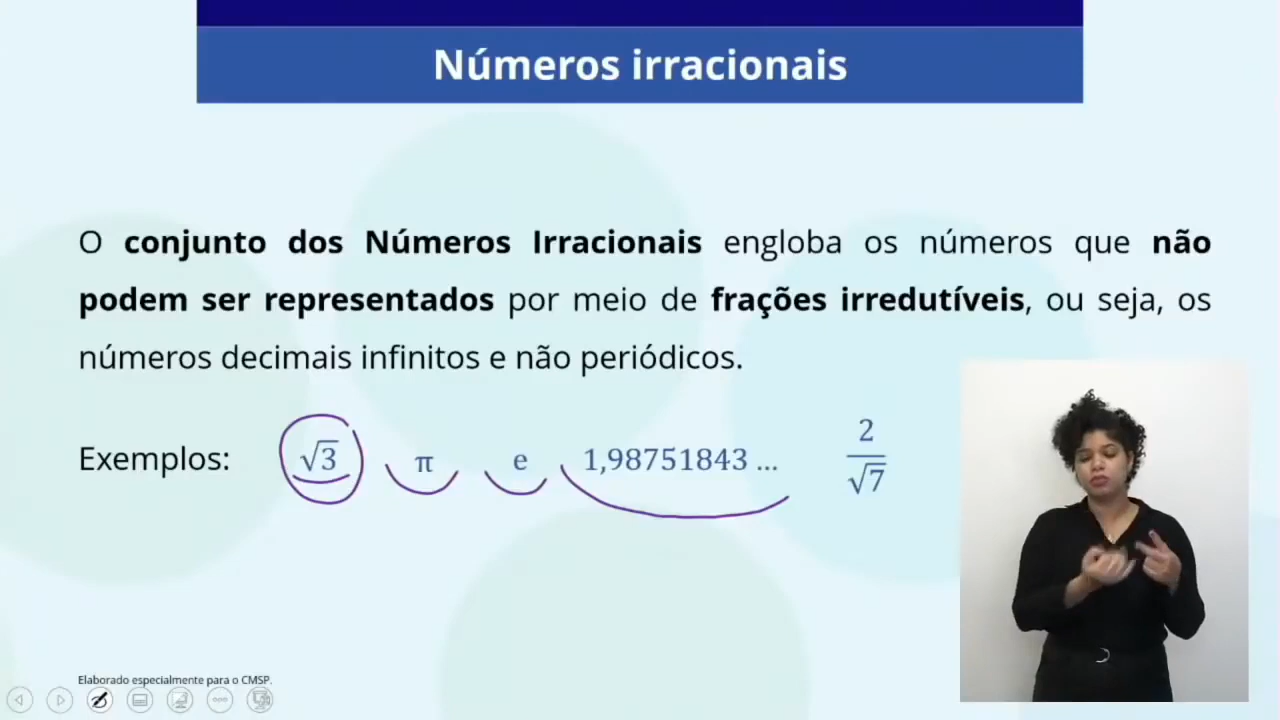 Números irracionais
O conjunto dos Números Irracionais engloba os números que não
podem ser representados por meio de frações irredutíveis, ou seja, os
números decimais infinitos e não periódicos.
Exemplos: √3 π e 1,98751843 ... 2/√7
Elaborado especialmente para o CMSP.